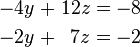 −4y + 12z = −8
−2y + 7z = −2